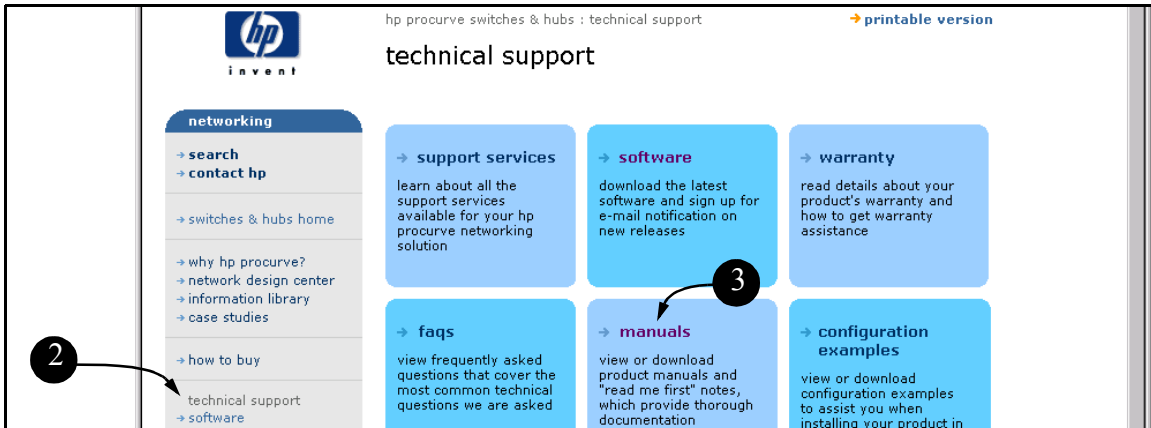 hp procurve switches & hubs : technical support
printable version
hp
invent
technical support
networking
search
contact hp
switches & hubs home
why hp procurve?
network design center
information library
case studies
how to buy
technical support
software
2
support services
learn about all the
support services
available for your hp
procurve networking
solution
software
download the latest
software and sign up for
e-mail notification on
new releases
warranty
read details about your
product's warranty and
how to get warranty
assistance
3
faqs
view frequently asked
questions that cover the
most common technical
questions we are asked
manuals
view or download
product manuals and
"read me first" notes,
which provide thorough
documentation
configuration
examples
view or download
configuration examples
to assist you when
installing your product in